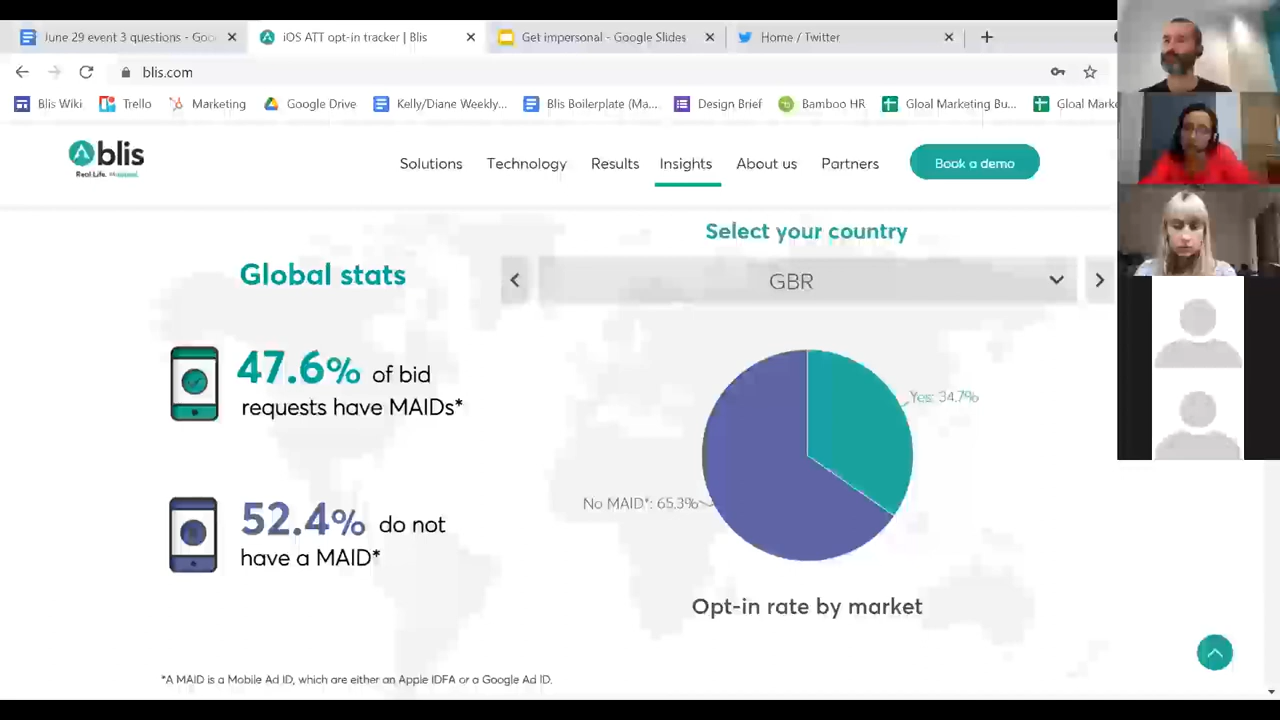 June 29 event 3 questions - Goo
iOS ATT opt-in tracker | Blis
Get impersonal - Google Slides
Home / Twitter
blis.com
Blis Wiki
Trello
Marketing
Google Drive
Kelly/Diane Weekly...
Blis Boilerplate (Ma...
Design Brief
Bamboo HR
Gloal Marketing Bu...
Gloal Marke
blis
Real Life.
Solutions
Technology
Results
Insights
About us
Partners
Book a demo
Select your country
Global stats
GBR
47.6% of bid
requests have MAIDs*
Yes: 34.7%
No MAID*: 65.3%
52.4% do not
have a MAID*
Opt-in rate by market
*A MAID is a Mobile Ad ID, which are either an Apple IDFA or a Google Ad ID.